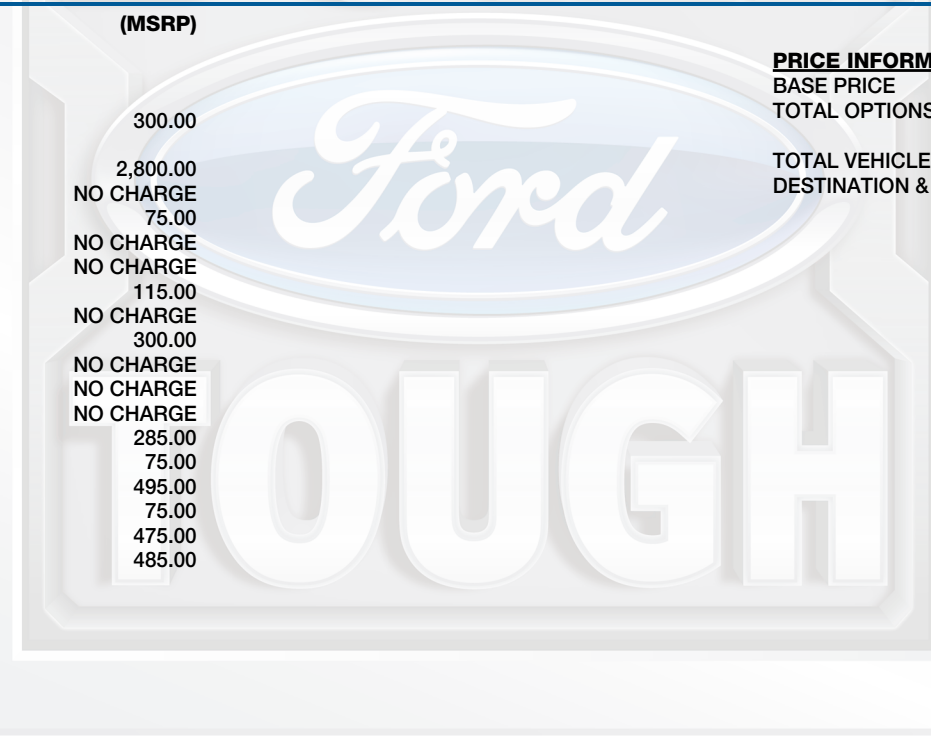 (MSRP)
300.00
2,800.00
NO CHARGE
75.00
NO CHARGE
NO CHARGE
115.00
NO CHARGE
300.00
NO CHARGE
NO CHARGE
NO CHARGE
285.00
75.00
495.00
75.00
475.00
485.00
PRICE INFORM
BASE PRICE
TOTAL OPTIONS
TOTAL VEHICLE
DESTINATION &
Ford
TOUGH